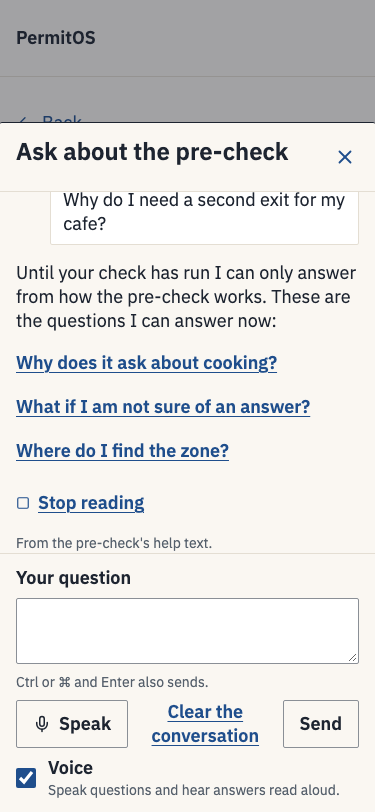 PermitOS
Back
Ask about the pre-check
Why do I need a second exit for my
cafe?
Until your check has run I can only answer
from how the pre-check works. These are
the questions I can answer now:
Why does it ask about cooking?
What if I am not sure of an answer?
Where do I find the zone?
Stop reading
From the pre-check's help text.
Your question
Ctrl or ⌘ and Enter also sends.
Speak
Clear the
conversation
Send
Voice
Speak questions and hear answers read aloud.